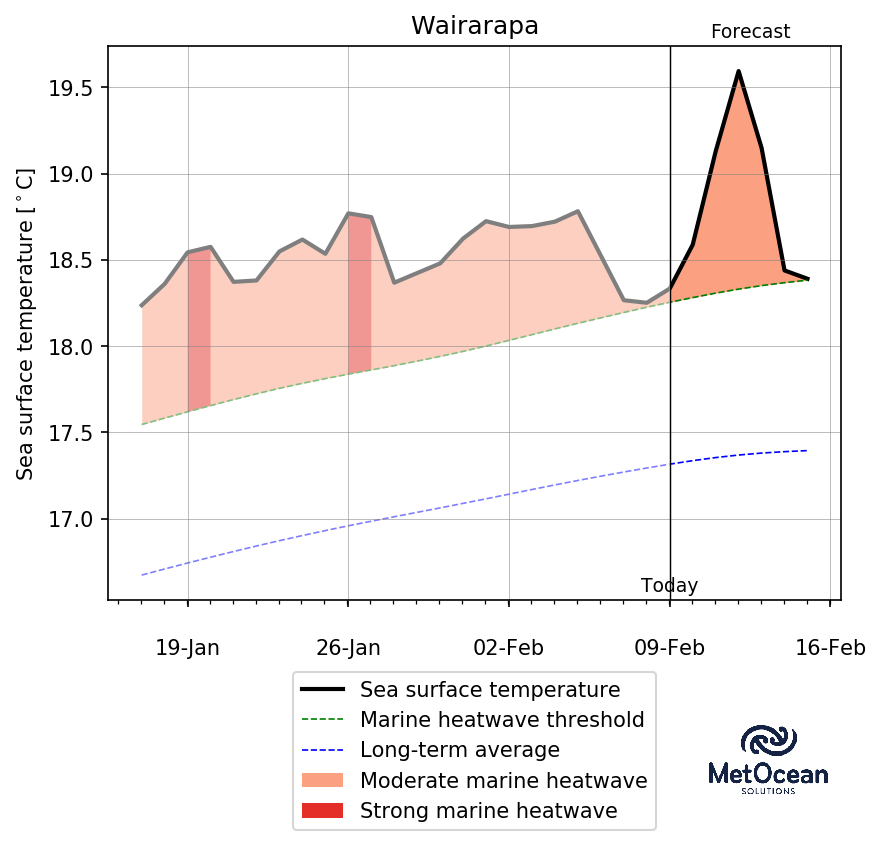 Wairarapa
Forecast
Sea surface temperature [°C]
19.5
19.0
18.5
18.0
17.5
17.0
Today
19-Jan 26-Jan 02-Feb 09-Feb 16-Feb
Sea surface temperature
Marine heatwave threshold
Long-term average
Moderate marine heatwave
Strong marine heatwave
MetOcean
SOLUTIONS